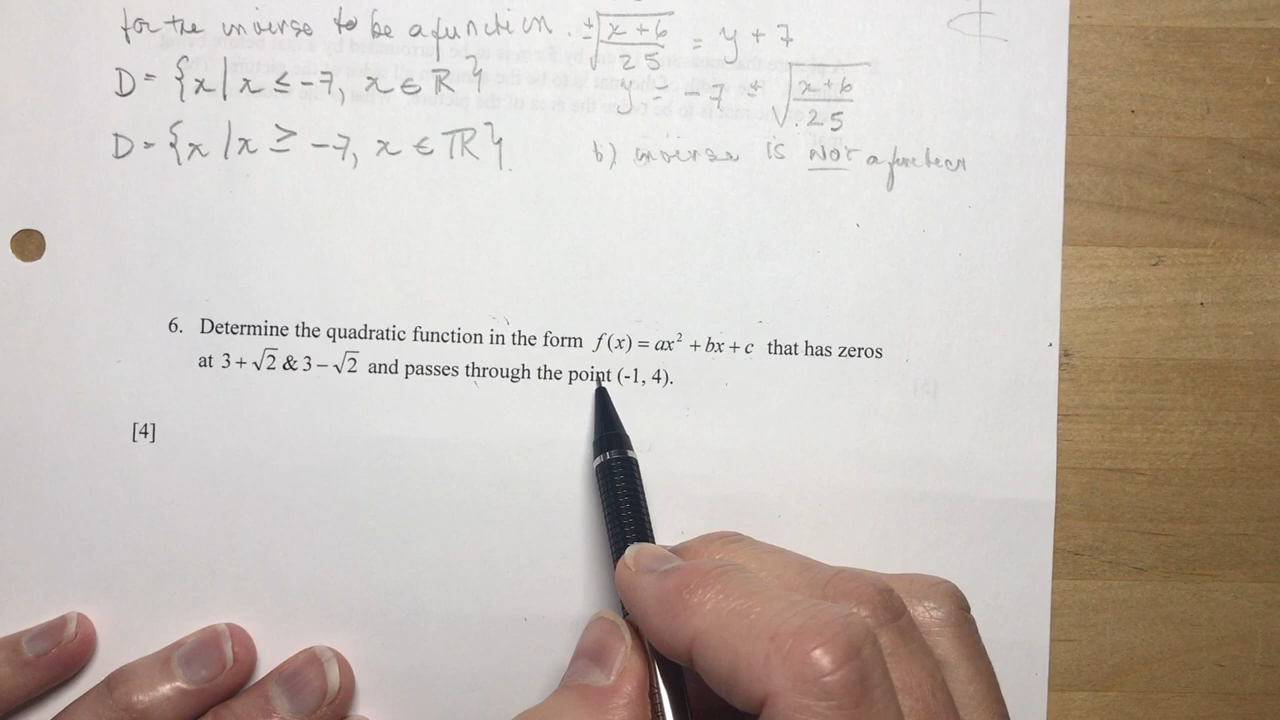 for the inverse to be a function. ±√(x+6)/.25 = y + 7
D = {x | x ≤ -7, x ∈ ℝ} y = -7 ± √(x+6)/.25
D = {x | x ≥ -7, x ∈ ℝ}. b) inverse is NOT a function
6. Determine the quadratic function in the form f(x) = ax² + bx + c that has zeros
at 3 + √2 & 3 − √2 and passes through the point (-1, 4).
[4]